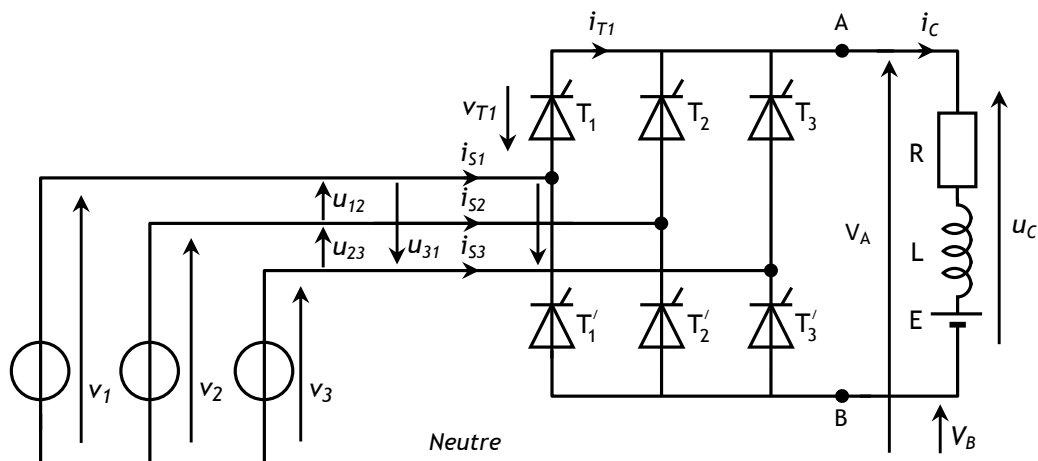 i_T1
A
i_C
v_T1
T_1
T_2
T_3
R
i_S1
u_12
i_S2
u_23
u_31
i_S3
V_A
L
u_C
E
T_1′
T_2′
T_3′
v_1
v_2
v_3
B
Neutre
V_B